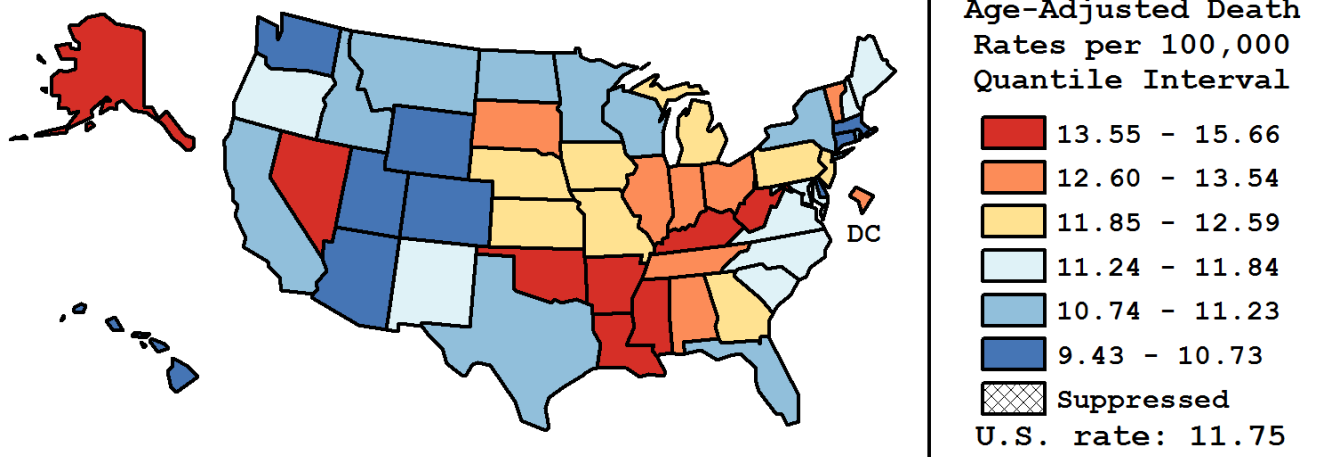 Age-Adjusted Death
Rates per 100,000
Quantile Interval
13.55 - 15.66
12.60 - 13.54
11.85 - 12.59
11.24 - 11.84
10.74 - 11.23
9.43 - 10.73
Suppressed
U.S. rate: 11.75
DC